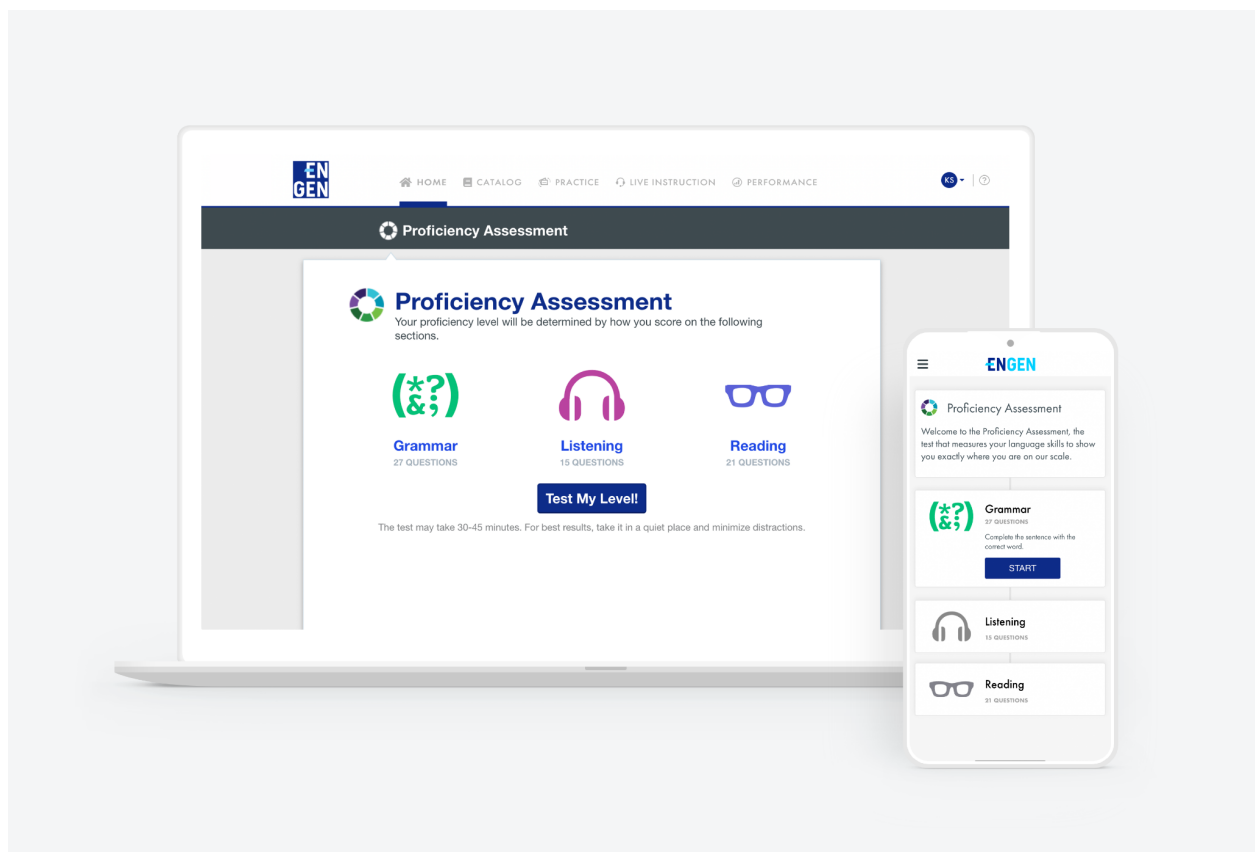 EN
GEN
HOME
CATALOG
PRACTICE
LIVE INSTRUCTION
PERFORMANCE
KS
?
Proficiency Assessment
Proficiency Assessment
Your proficiency level will be determined by how you score on the following
sections.
(*?)
&;
Grammar
27 QUESTIONS
Listening
15 QUESTIONS
Reading
21 QUESTIONS
Test My Level!
The test may take 30-45 minutes. For best results, take it in a quiet place and minimize distractions.
ENGEN
Proficiency Assessment
Welcome to the Proficiency Assessment, the
test that measures your language skills to show
you exactly where you are on our scale.
(*?)
&;
Grammar
27 QUESTIONS
Complete the sentence with the
correct word.
START
Listening
15 QUESTIONS
Reading
21 QUESTIONS